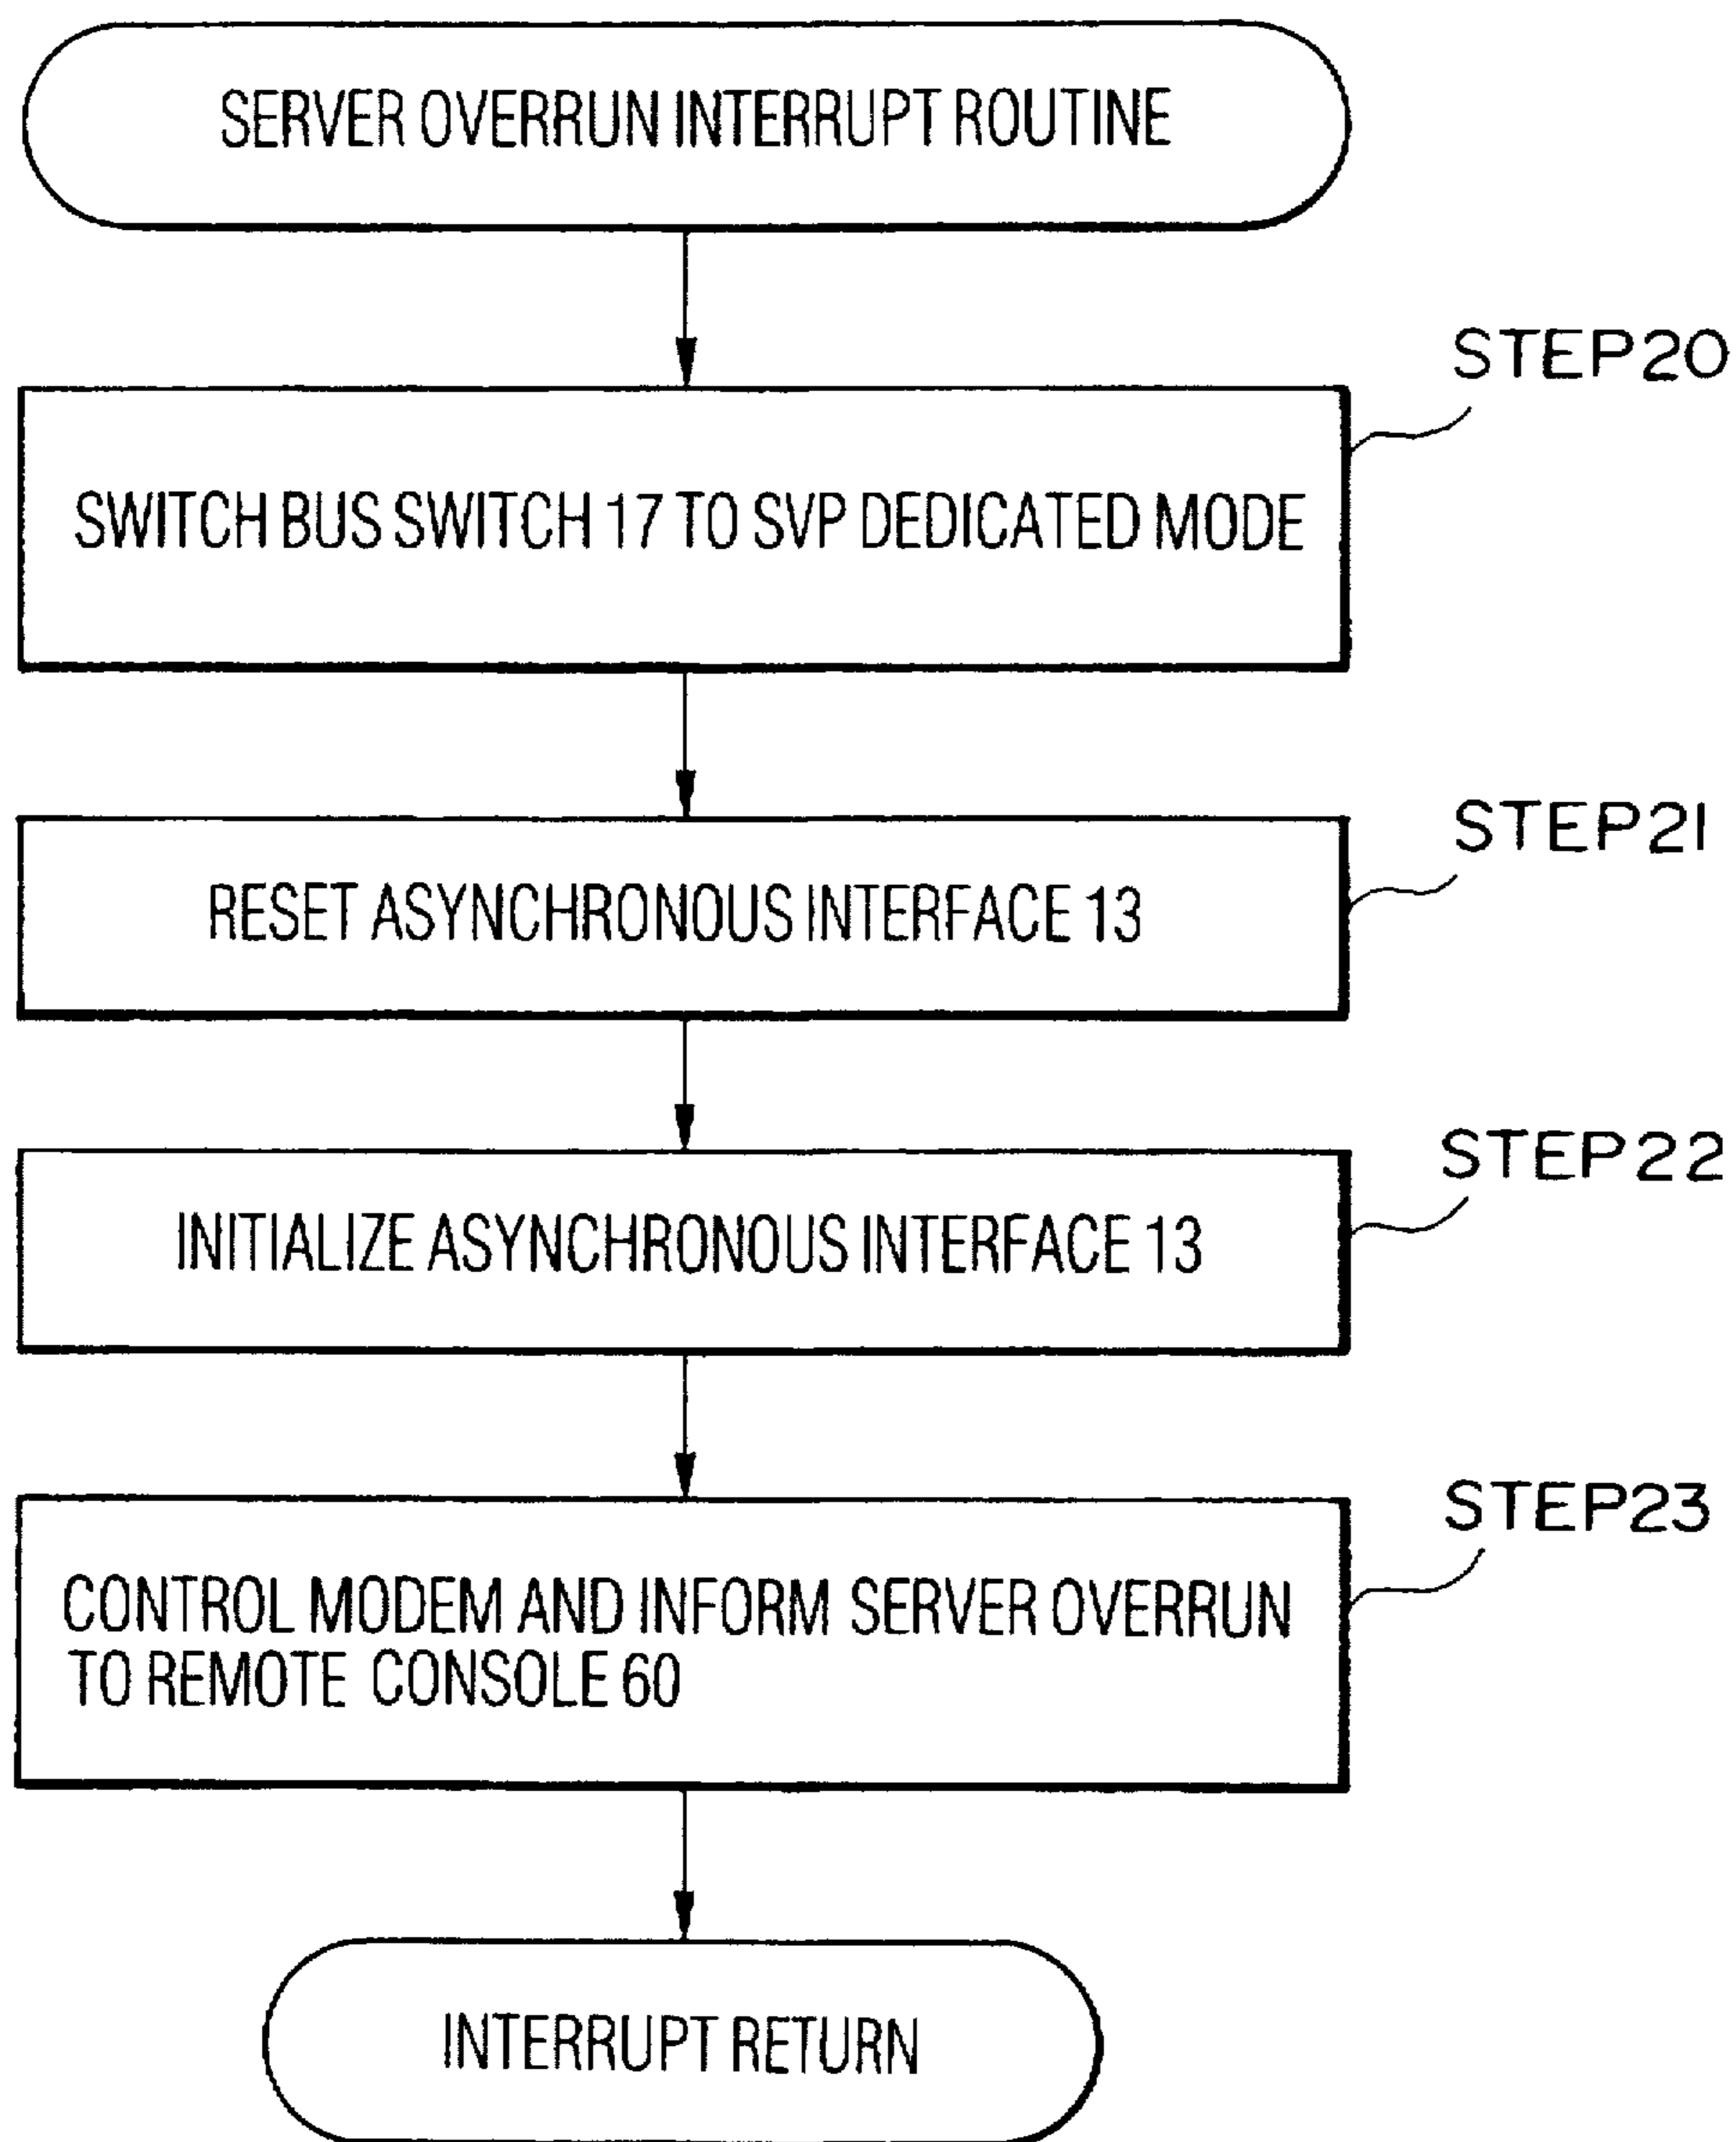 SERVER OVERRUN INTERRUPT ROUTINE
STEP20
SWITCH BUS SWITCH 17 TO SVP DEDICATED MODE
STEP21
RESET ASYNCHRONOUS INTERFACE 13
STEP22
INITIALIZE ASYNCHRONOUS INTERFACE 13
STEP23
CONTROL MODEM AND INFORM SERVER OVERRUN
TO REMOTE CONSOLE 60
INTERRUPT RETURN